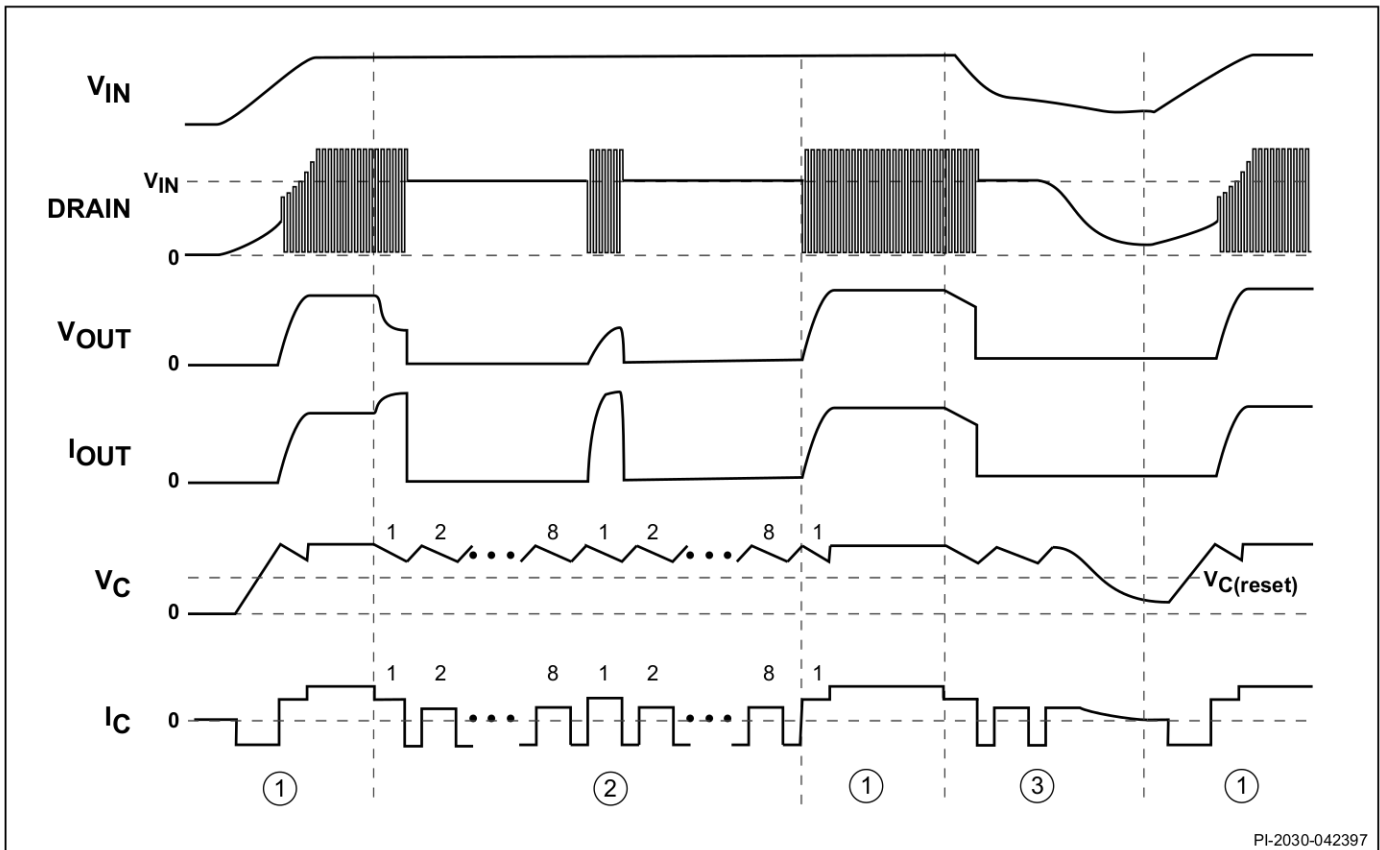 VIN
VIN
DRAIN
0
VOUT
0
IOUT
0
1 2 • • • 8 1 2 • • • 8 1
VC
VC(reset)
0
1 2 • • • 8 1 2 • • • 8 1
IC
0
1 2 1 3 1
PI-2030-042397